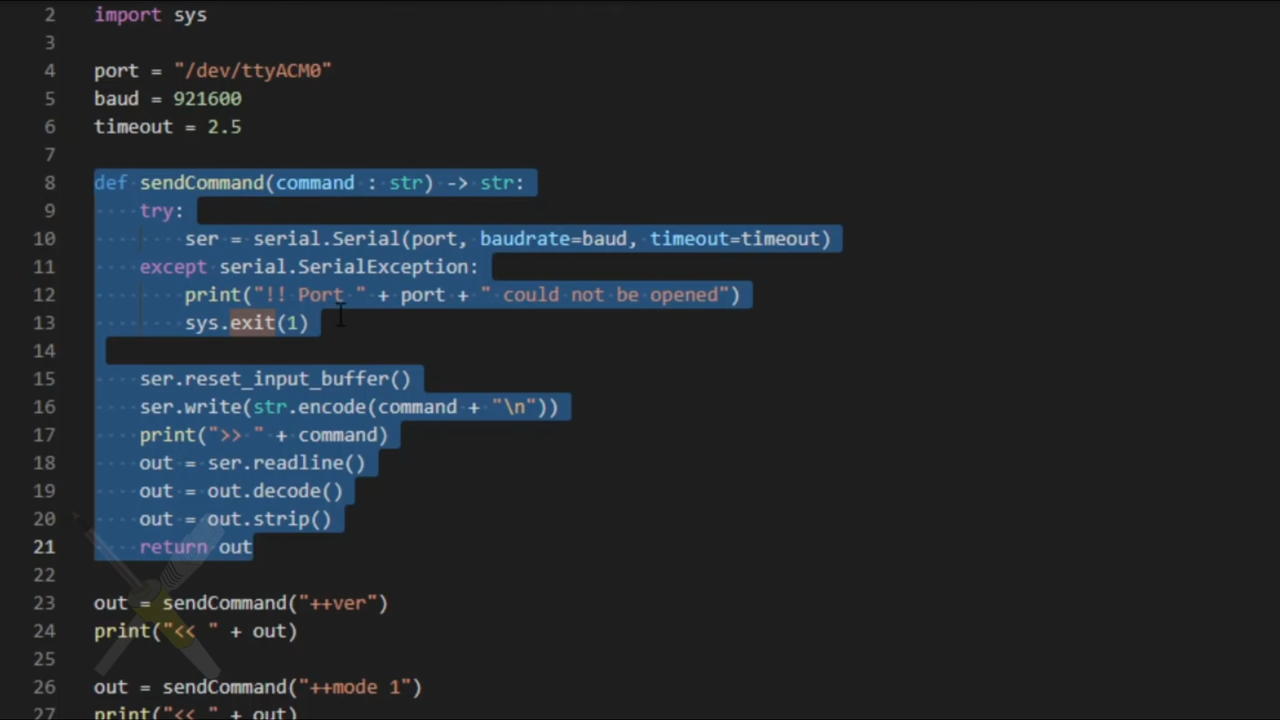 2 import sys
3
4 port = "/dev/ttyACM0"
5 baud = 921600
6 timeout = 2.5
7
8 def sendCommand(command : str) -> str:
9     try:
10         ser = serial.Serial(port, baudrate=baud, timeout=timeout)
11     except serial.SerialException:
12         print("!! Port " + port + " could not be opened")
13         sys.exit(1)
14
15     ser.reset_input_buffer()
16     ser.write(str.encode(command + "\n"))
17     print(">> " + command)
18     out = ser.readline()
19     out = out.decode()
20     out = out.strip()
21     return out
22
23 out = sendCommand("++ver")
24 print("<< " + out)
25
26 out = sendCommand("++mode 1")
27 print("<< " + out)